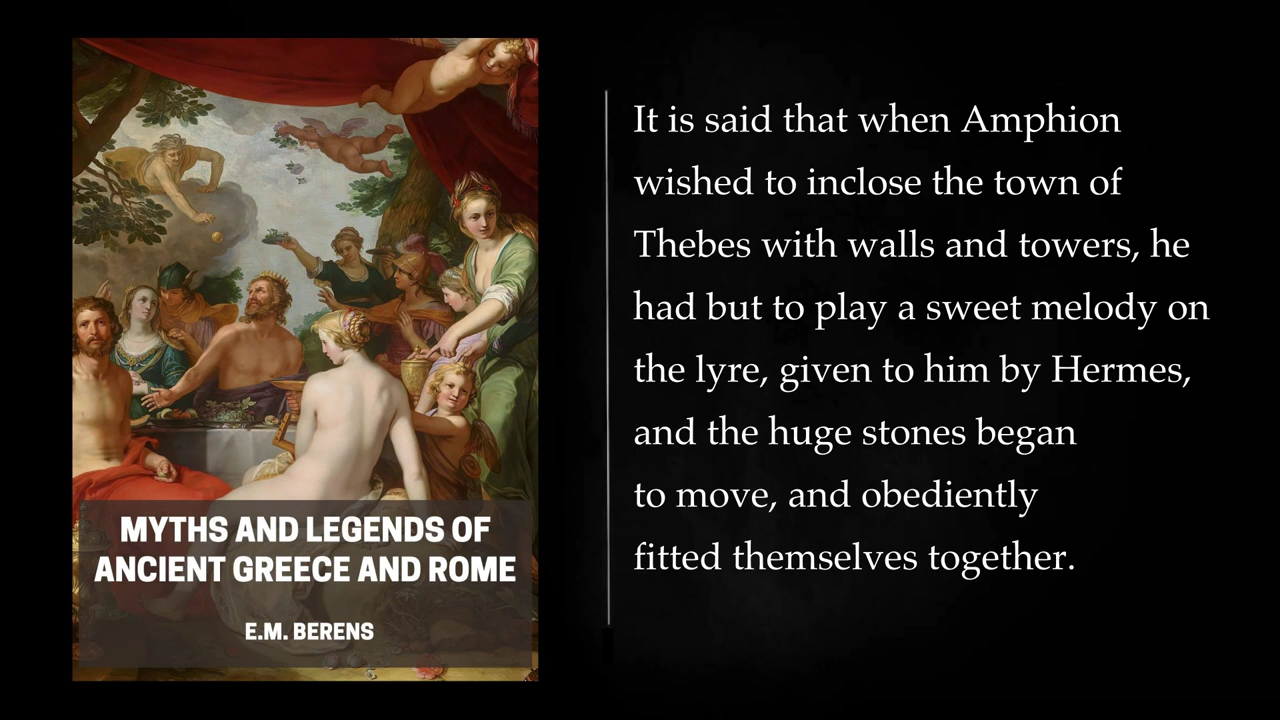 MYTHS AND LEGENDS OF
ANCIENT GREECE AND ROME
E.M. BERENS
It is said that when Amphion
wished to inclose the town of
Thebes with walls and towers, he
had but to play a sweet melody on
the lyre, given to him by Hermes,
and the huge stones began
to move, and obediently
fitted themselves together.